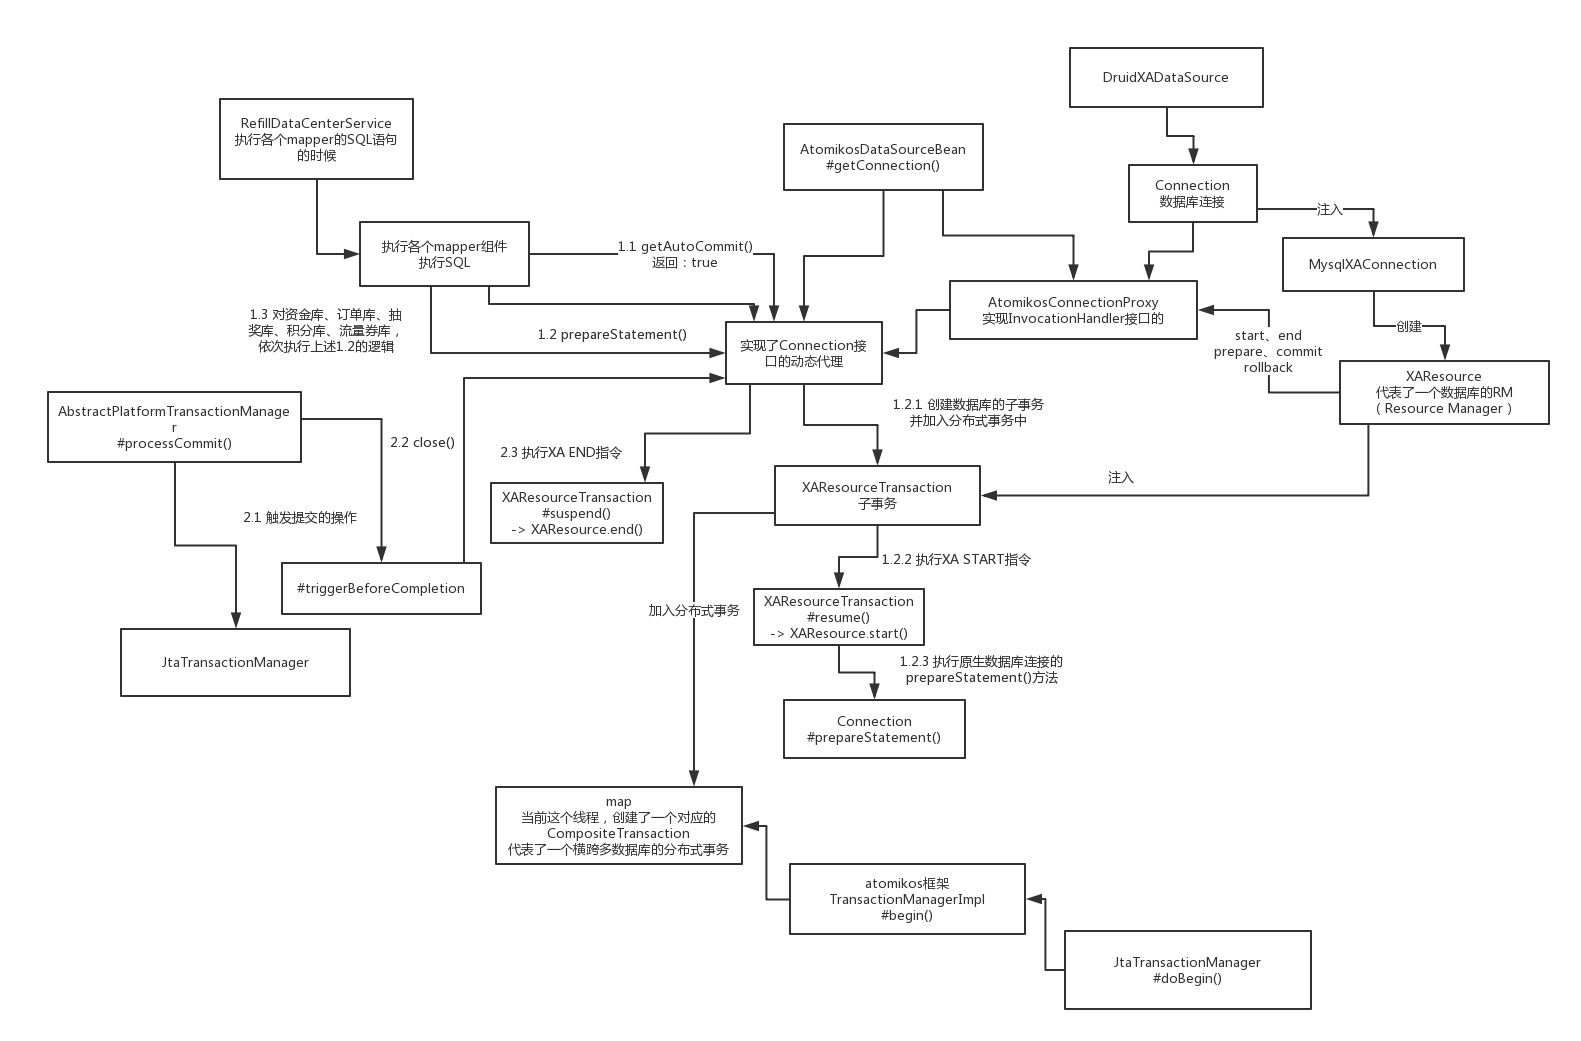 DruidXADataSource
RefillDataCenterService
执行各个mapper的SQL语句
的时候
AtomikosDataSourceBean
#getConnection()
Connection
数据库连接
注入
执行各个mapper组件
执行SQL
1.1 getAutoCommit()
返回：true
MysqlXAConnection
AtomikosConnectionProxy
实现InvocationHandler接口的
1.3 对资金库、订单库、抽
奖库、积分库、流量券库，
依次执行上述1.2的逻辑
1.2 prepareStatement()
实现了Connection接
口的动态代理
创建
start、end
prepare、commit
rollback
XAResource
代表了一个数据库的RM
（Resource Manager）
AbstractPlatformTransactionManage
r
#processCommit()
2.2 close()
1.2.1 创建数据库的子事务
并加入分布式事务中
2.3 执行XA END指令
XAResourceTransaction
#suspend()
-> XAResource.end()
XAResourceTransaction
子事务
注入
2.1 触发提交的操作
1.2.2 执行XA START指令
#triggerBeforeCompletion
XAResourceTransaction
#resume()
-> XAResource.start()
加入分布式事务
JtaTransactionManager
1.2.3 执行原生数据库连接的
prepareStatement()方法
Connection
#prepareStatement()
map
当前这个线程，创建了一个对应的
CompositeTransaction
代表了一个横跨多数据库的分布式事务
atomikos框架
TransactionManagerImpl
#begin()
JtaTransactionManager
#doBegin()